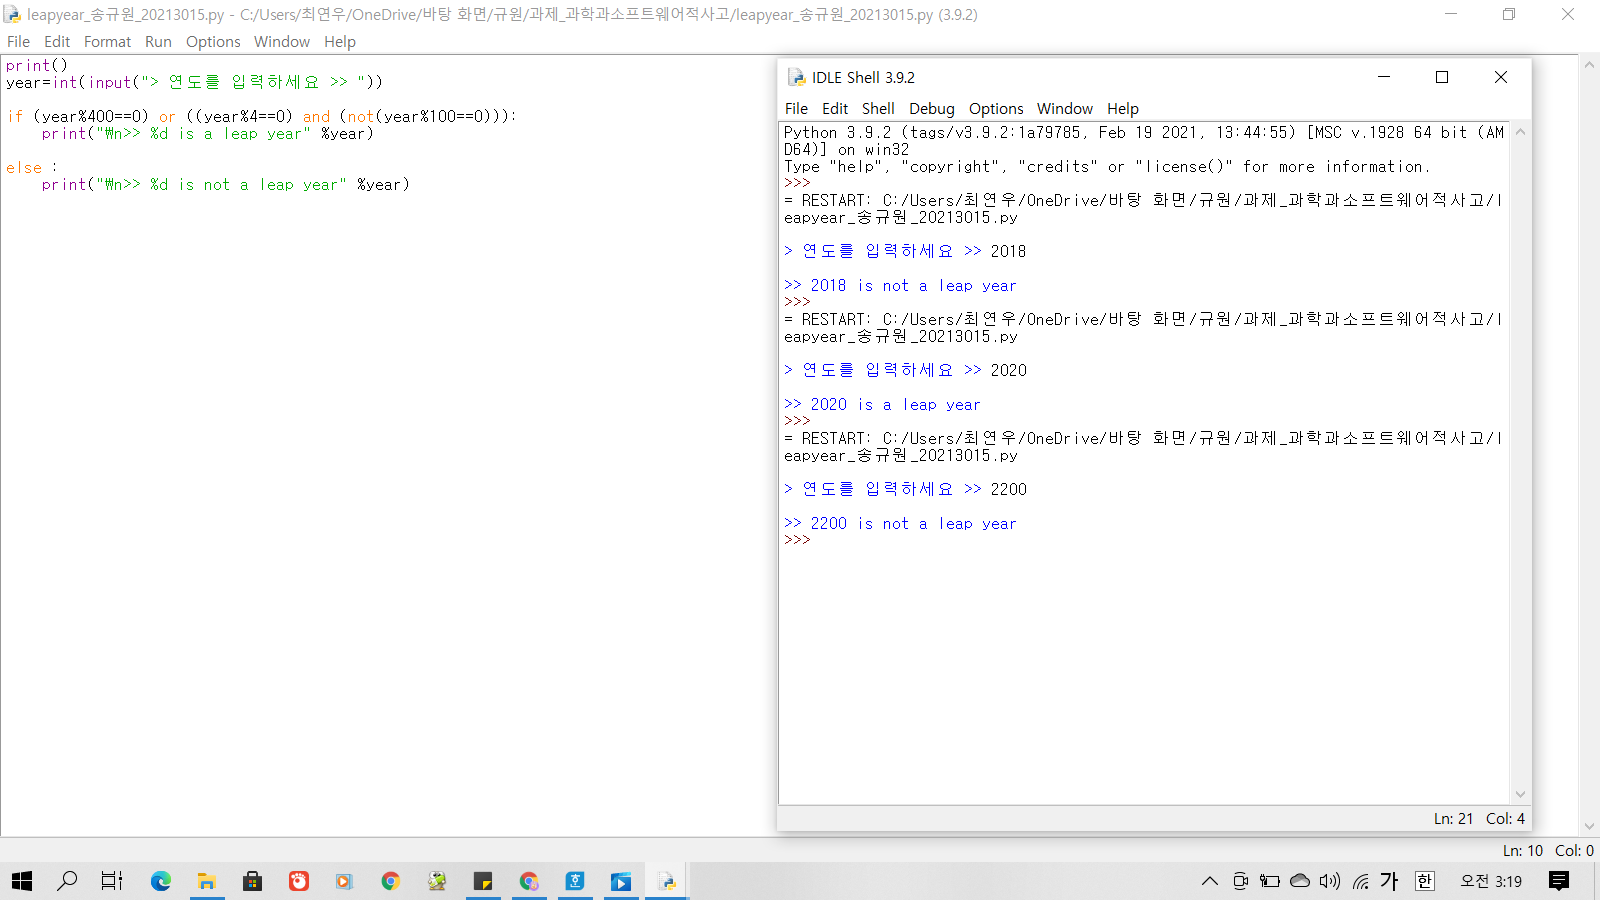 leapyear_송규원_20213015.py - C:/Users/최연우/OneDrive/바탕 화면/규원/과제_과학과소프트웨어적사고/leapyear_송규원_20213015.py (3.9.2)
File Edit Format Run Options Window Help
print()
year=int(input("> 연도를 입력하세요 >> "))
if (year%400==0) or ((year%4==0) and (not(year%100==0))):
print("₩n>> %d is a leap year" %year)
else :
print("₩n>> %d is not a leap year" %year)
IDLE Shell 3.9.2
File Edit Shell Debug Options Window Help
Python 3.9.2 (tags/v3.9.2:1a79785, Feb 19 2021, 13:44:55) [MSC v.1928 64 bit (AM
D64)] on win32
Type "help", "copyright", "credits" or "license()" for more information.
>>>
= RESTART: C:/Users/최연우/OneDrive/바탕 화면/규원/과제_과학과소프트웨어적사고/l
eapyear_송규원_20213015.py
> 연도를 입력하세요 >> 2018
>> 2018 is not a leap year
>>>
= RESTART: C:/Users/최연우/OneDrive/바탕 화면/규원/과제_과학과소프트웨어적사고/l
eapyear_송규원_20213015.py
> 연도를 입력하세요 >> 2020
>> 2020 is a leap year
>>>
= RESTART: C:/Users/최연우/OneDrive/바탕 화면/규원/과제_과학과소프트웨어적사고/l
eapyear_송규원_20213015.py
> 연도를 입력하세요 >> 2200
>> 2200 is not a leap year
>>>
Ln: 21 Col: 4
Ln: 10 Col: 0
가 한 오전 3:19